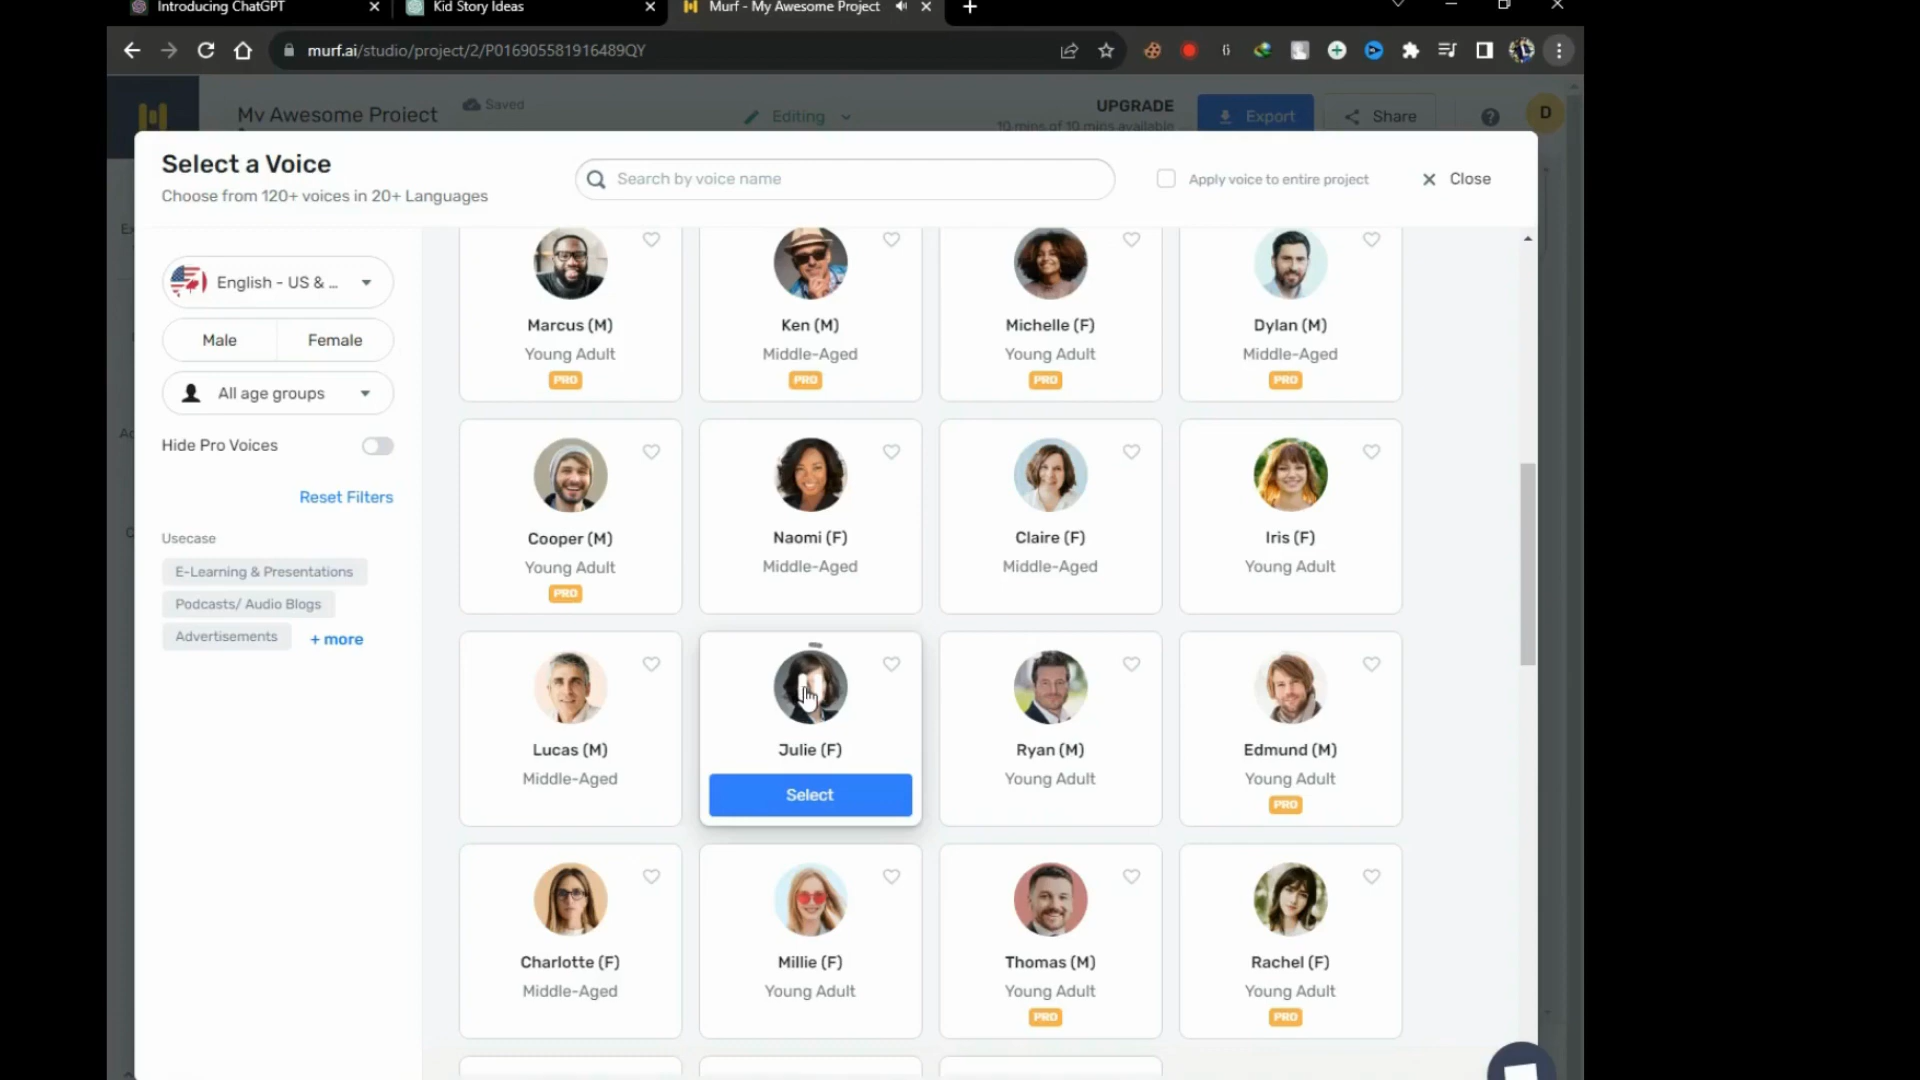 Introducing ChatGPT
Kid Story Ideas
Murf - My Awesome Project
murf.ai/studio/project/2/P016905581916489QY
My Awesome Project
Saved
Editing
UPGRADE
10 mins of 10 mins available
Export
Share
D
Select a Voice
Choose from 120+ voices in 20+ Languages
Search by voice name
Apply voice to entire project
Close
English - US & ...
Male
Female
All age groups
Hide Pro Voices
Reset Filters
Usecase
E-Learning & Presentations
Podcasts/ Audio Blogs
Advertisements
+ more
Marcus (M)
Young Adult
PRO
Ken (M)
Middle-Aged
PRO
Michelle (F)
Young Adult
PRO
Dylan (M)
Middle-Aged
PRO
Cooper (M)
Young Adult
PRO
Naomi (F)
Middle-Aged
Claire (F)
Middle-Aged
Iris (F)
Young Adult
Lucas (M)
Middle-Aged
Julie (F)
Select
Ryan (M)
Young Adult
Edmund (M)
Young Adult
PRO
Charlotte (F)
Middle-Aged
Millie (F)
Young Adult
Thomas (M)
Young Adult
PRO
Rachel (F)
Young Adult
PRO